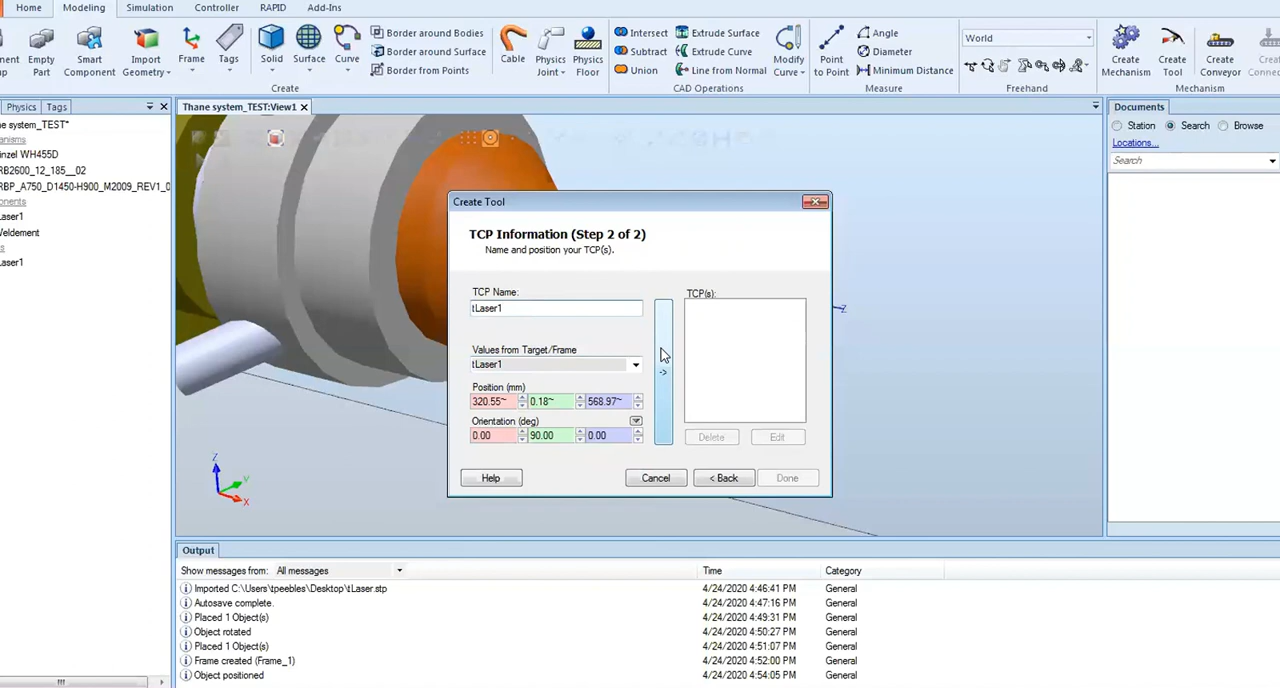 Home Modeling Simulation Controller RAPID Add-Ins
Empty Part
Smart Component
Import Geometry
Frame
Tags
Solid
Surface
Curve
Border around Bodies
Border around Surface
Border from Points
Cable
Physics Joint
Physics Floor
Intersect
Subtract
Union
Extrude Surface
Extrude Curve
Line from Normal
Modify Curve
Point to Point
Angle
Diameter
Minimum Distance
World
Create Mechanism
Create Tool
Create Conveyor
Create CAD Operations Measure Freehand Mechanism
Physics Tags
Thane system_TEST:View1
Documents
ne system_TEST*
anisms
inzel WH455D
RB2600_12_185__02
RBP_A750_D1450-H900_M2009_REV1_0
ponents
Laser1
Weldement
s
Laser1
Station Search Browse
Locations...
Search
Create Tool
TCP Information (Step 2 of 2)
Name and position your TCP(s).
TCP Name:
tLaser1
Values from Target/Frame
tLaser1
Position (mm)
320.55~ 0.18~ 568.97~
Orientation (deg)
0.00 90.00 0.00
->
TCP(s):
Delete Edit
Help Cancel < Back Done
Z
Z
Y
X
Output
Show messages from: All messages Time Category
Imported C:\Users\tpeebles\Desktop\tLaser.stp 4/24/2020 4:46:41 PM General
Autosave complete. 4/24/2020 4:47:16 PM General
Placed 1 Object(s) 4/24/2020 4:49:31 PM General
Object rotated 4/24/2020 4:50:27 PM General
Placed 1 Object(s) 4/24/2020 4:51:07 PM General
Frame created (Frame_1) 4/24/2020 4:52:00 PM General
Object positioned 4/24/2020 4:54:05 PM General